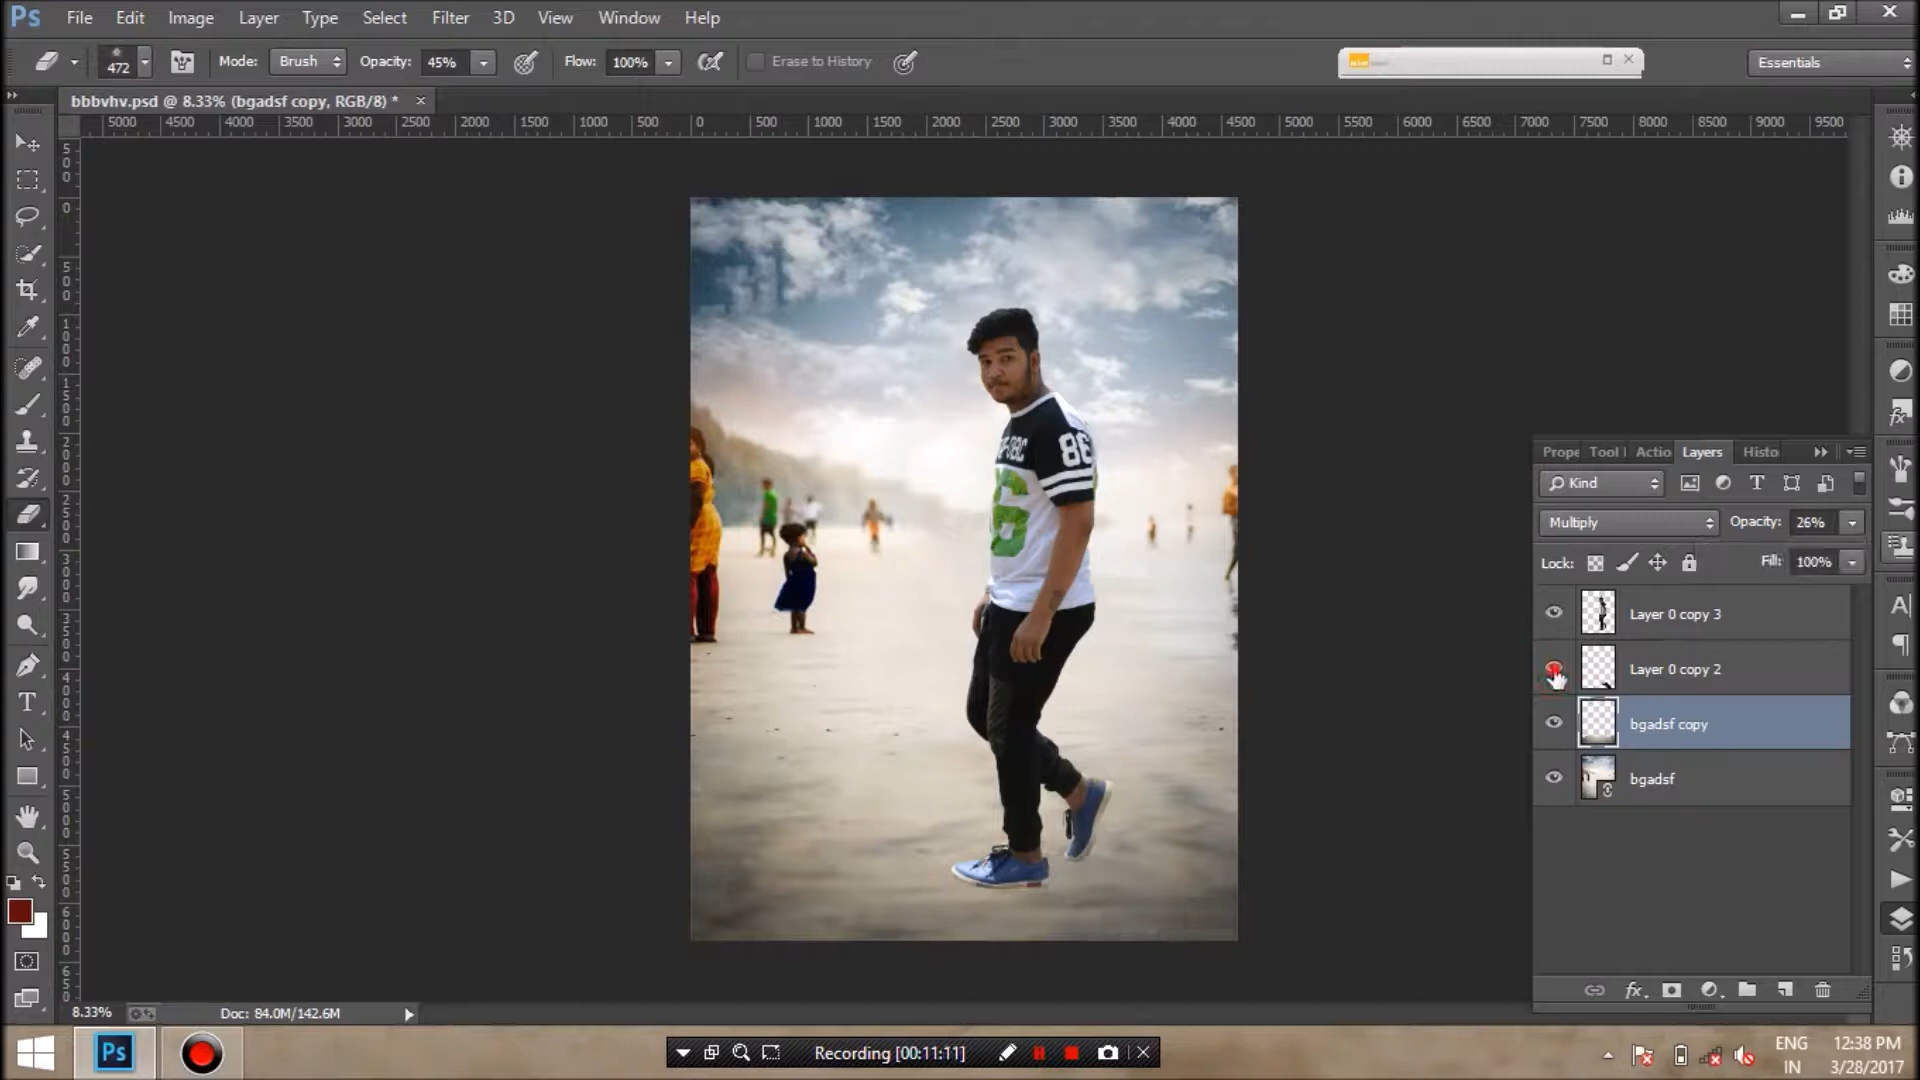 Ps File Edit Image Layer Type Select Filter 3D View Window Help
472 Mode: Brush Opacity: 45% Flow: 100% Erase to History Essentials
bbbvhv.psd @ 8.33% (bgadsf copy, RGB/8) *
5000 4500 4000 3500 3000 2500 2000 1500 1000 500 0 500 1000 1500 2000 2500 3000 3500 4000 4500 5000 5500 6000 6500 7000 7500 8000 8500 9000 9500
86
Prope Tool Actio Layers Histo
Kind
Multiply Opacity: 26%
Lock: Fill: 100%
Layer 0 copy 3
Layer 0 copy 2
bgadsf copy
bgadsf
fx
8.33% Doc: 84.0M/142.6M
Ps Recording [00:11:11] ENG 12:38 PM
IN 3/28/2017